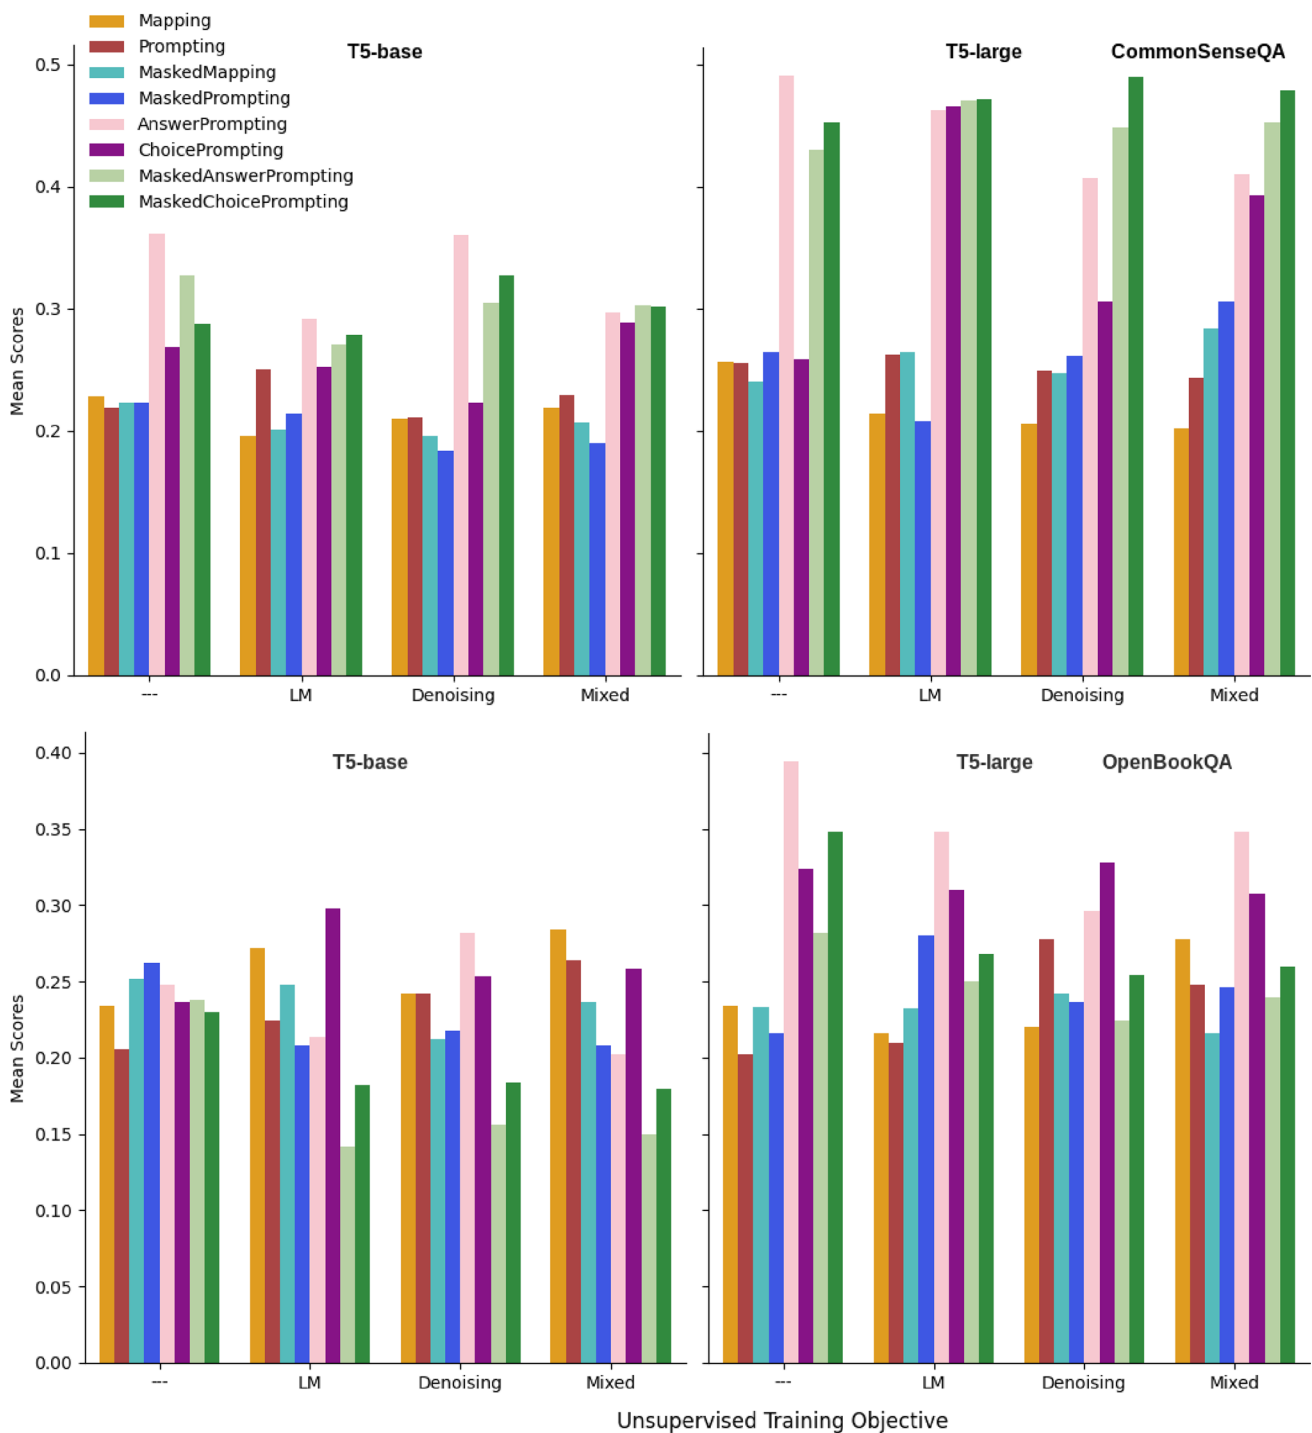 Mapping
Prompting
MaskedMapping
MaskedPrompting
AnswerPrompting
ChoicePrompting
MaskedAnswerPrompting
MaskedChoicePrompting
T5-base
T5-large
CommonSenseQA
0.5
0.4
0.3
0.2
0.1
0.0
Mean Scores
---
LM
Denoising
Mixed
---
LM
Denoising
Mixed
T5-base
T5-large
OpenBookQA
0.40
0.35
0.30
0.25
0.20
0.15
0.10
0.05
0.00
Mean Scores
---
LM
Denoising
Mixed
---
LM
Denoising
Mixed
Unsupervised Training Objective